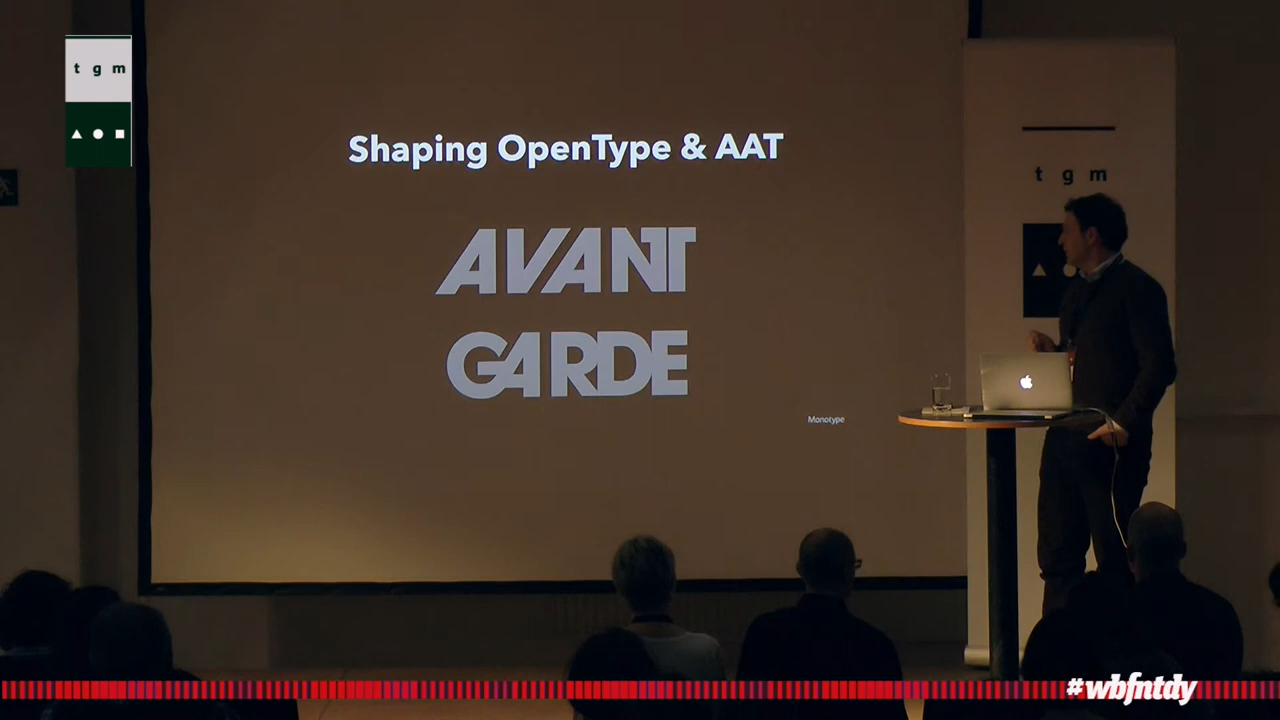 t g m
Shaping OpenType & AAT
t g m
AVANT
GARDE
Monotype
#wbfntdy